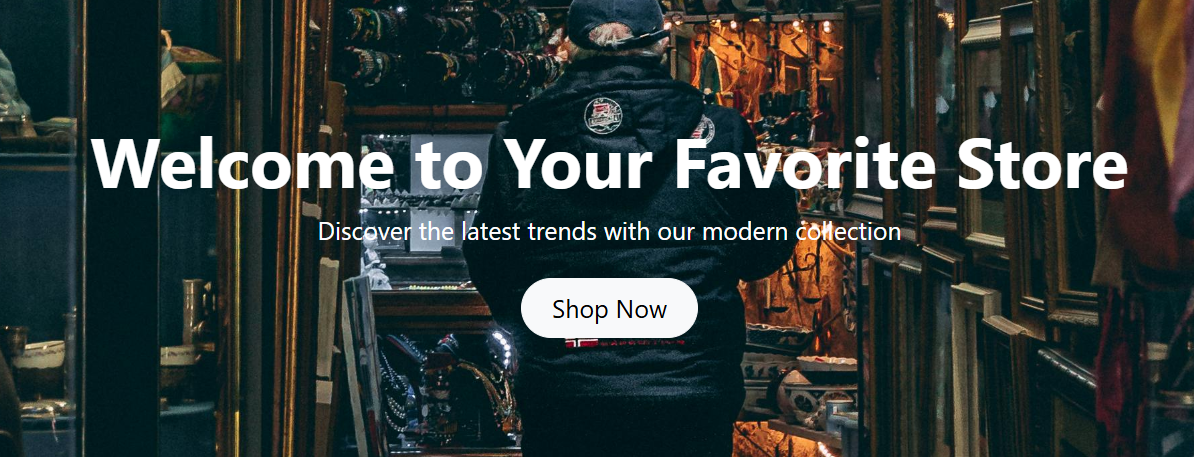 Welcome to Your Favorite Store
Discover the latest trends with our modern collection
Shop Now